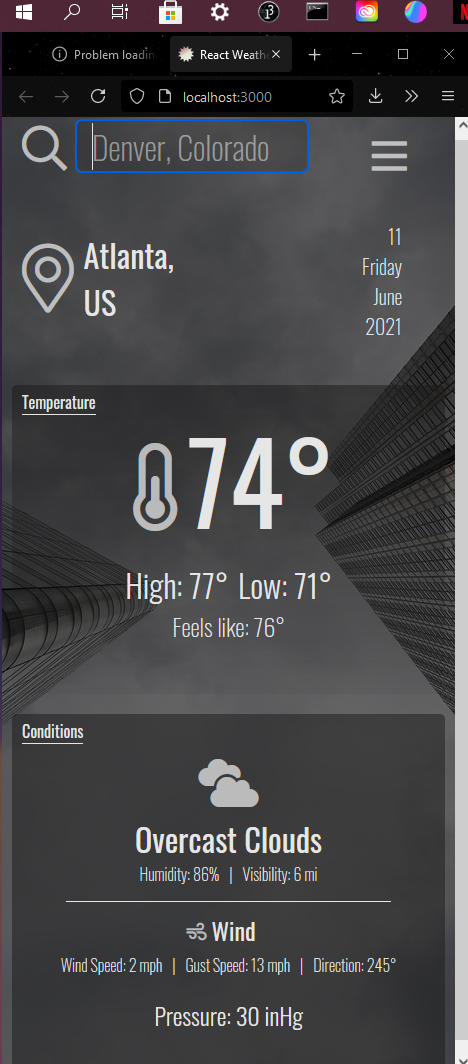 Problem loadin
React Weathe
localhost:3000
Denver, Colorado
Atlanta,
US
11
Friday
June
2021
Temperature
74°
High: 77° Low: 71°
Feels like: 76°
Conditions
Overcast Clouds
Humidity: 86% | Visibility: 6 mi
Wind
Wind Speed: 2 mph | Gust Speed: 13 mph | Direction: 245°
Pressure: 30 inHg